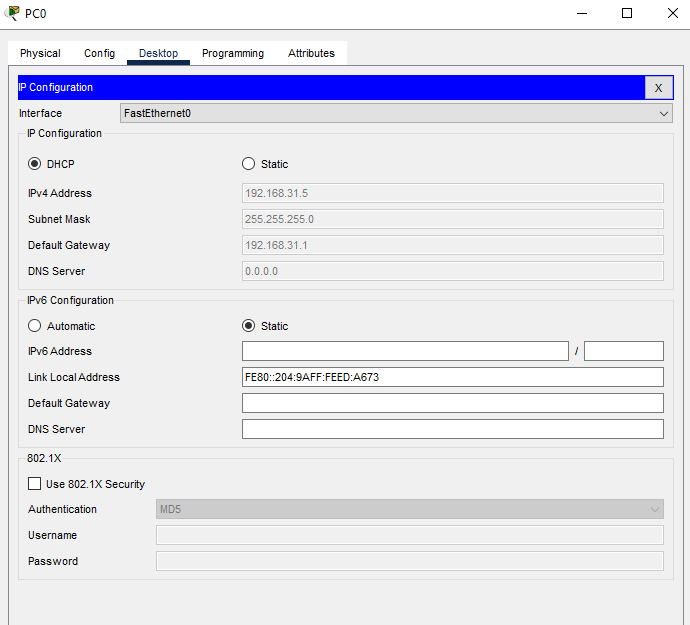 PC0
Physical Config Desktop Programming Attributes
IP Configuration X
Interface FastEthernet0
IP Configuration
DHCP Static
IPv4 Address 192.168.31.5
Subnet Mask 255.255.255.0
Default Gateway 192.168.31.1
DNS Server 0.0.0.0
IPv6 Configuration
Automatic Static
IPv6 Address /
Link Local Address FE80::204:9AFF:FEED:A673
Default Gateway
DNS Server
802.1X
Use 802.1X Security
Authentication MD5
Username
Password